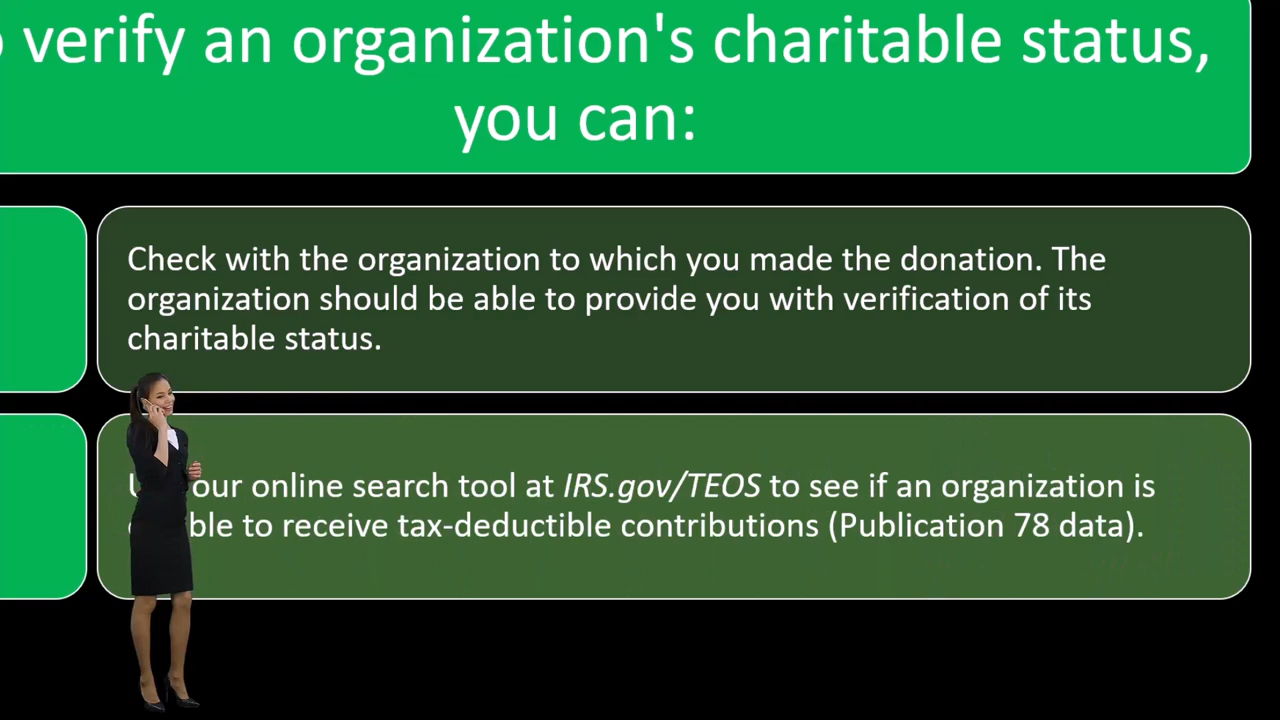 verify an organization's charitable status,
you can:
Check with the organization to which you made the donation. The
organization should be able to provide you with verification of its
charitable status.
our online search tool at IRS.gov/TEOS to see if an organization is
to receive tax-deductible contributions (Publication 78 data).